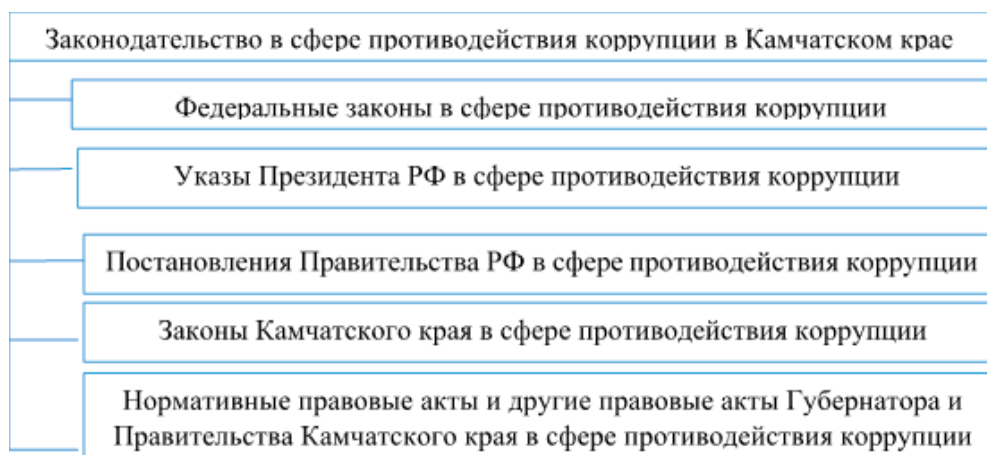 Законодательство в сфере противодействия коррупции в Камчатском крае
Федеральные законы в сфере противодействия коррупции
Указы Президента РФ в сфере противодействия коррупции
Постановления Правительства РФ в сфере противодействия коррупции
Законы Камчатского края в сфере противодействия коррупции
Нормативные правовые акты и другие правовые акты Губернатора и
Правительства Камчатского края в сфере противодействия коррупции